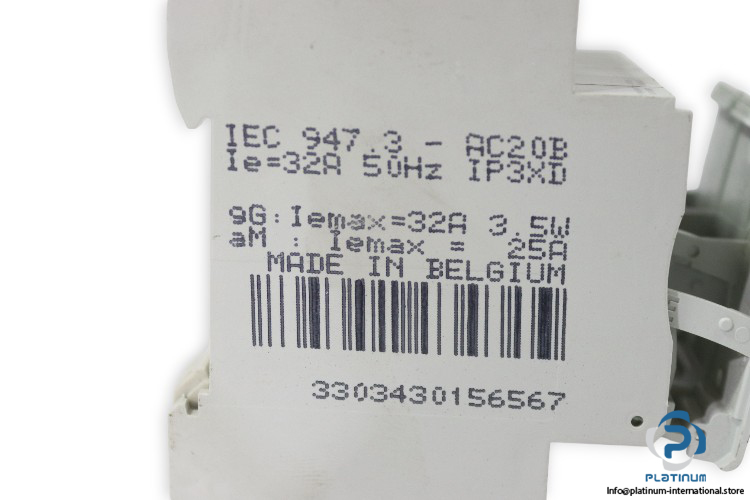 IEC 947.3 - AC20B
Ie=32A 50Hz IP3XD
gG:Iemax=32A 3.5W
aM : Iemax = 25A
MADE IN BELGIUM
3303430156567
PLATINUM
Info@platinum-international.store